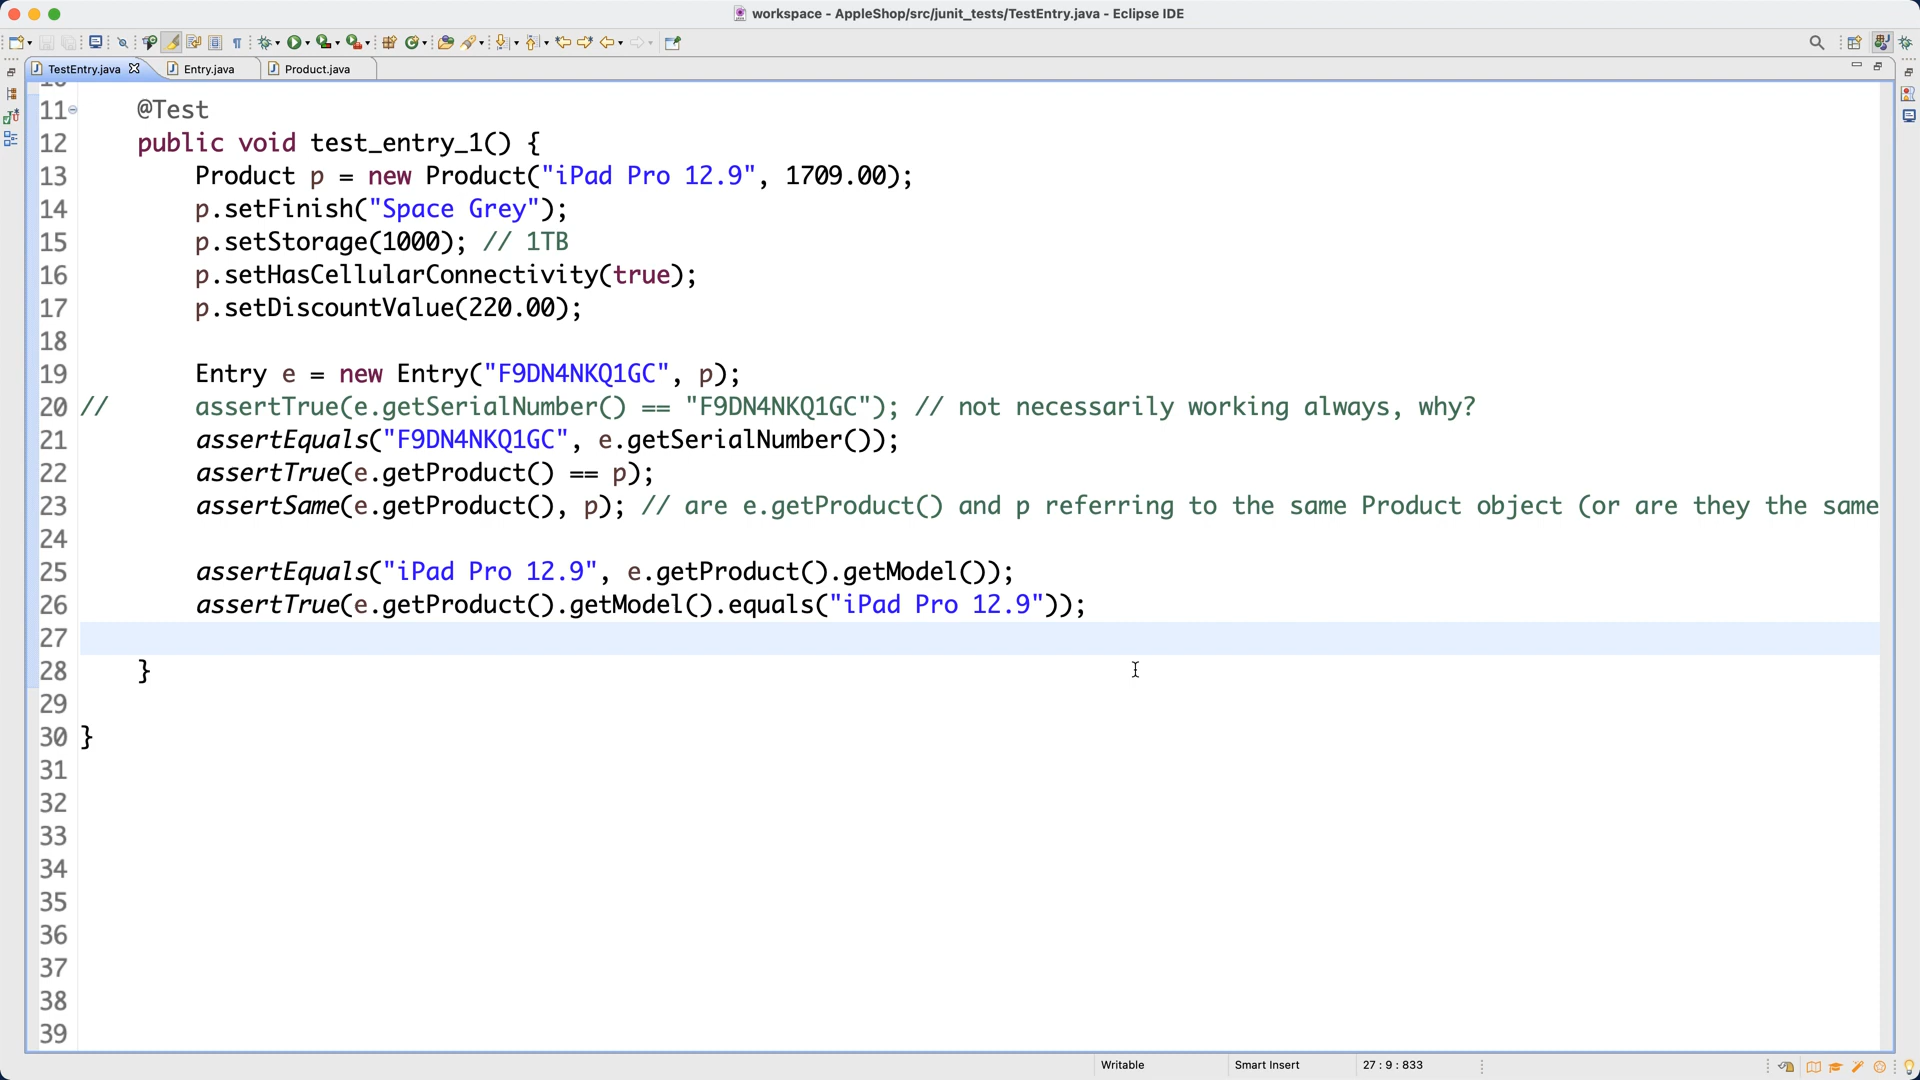 workspace - AppleShop/src/junit_tests/TestEntry.java - Eclipse IDE
TestEntry.java Entry.java Product.java
11 @Test
12 public void test_entry_1() {
13 Product p = new Product("iPad Pro 12.9", 1709.00);
14 p.setFinish("Space Grey");
15 p.setStorage(1000); // 1TB
16 p.setHasCellularConnectivity(true);
17 p.setDiscountValue(220.00);
18
19 Entry e = new Entry("F9DN4NKQ1GC", p);
20 // assertTrue(e.getSerialNumber() == "F9DN4NKQ1GC"); // not necessarily working always, why?
21 assertEquals("F9DN4NKQ1GC", e.getSerialNumber());
22 assertTrue(e.getProduct() == p);
23 assertSame(e.getProduct(), p); // are e.getProduct() and p referring to the same Product object (or are they the same
24
25 assertEquals("iPad Pro 12.9", e.getProduct().getModel());
26 assertTrue(e.getProduct().getModel().equals("iPad Pro 12.9"));
27
28 }
29
30 }
31
32
33
34
35
36
37
38
39
Writable Smart Insert 27 : 9 : 833